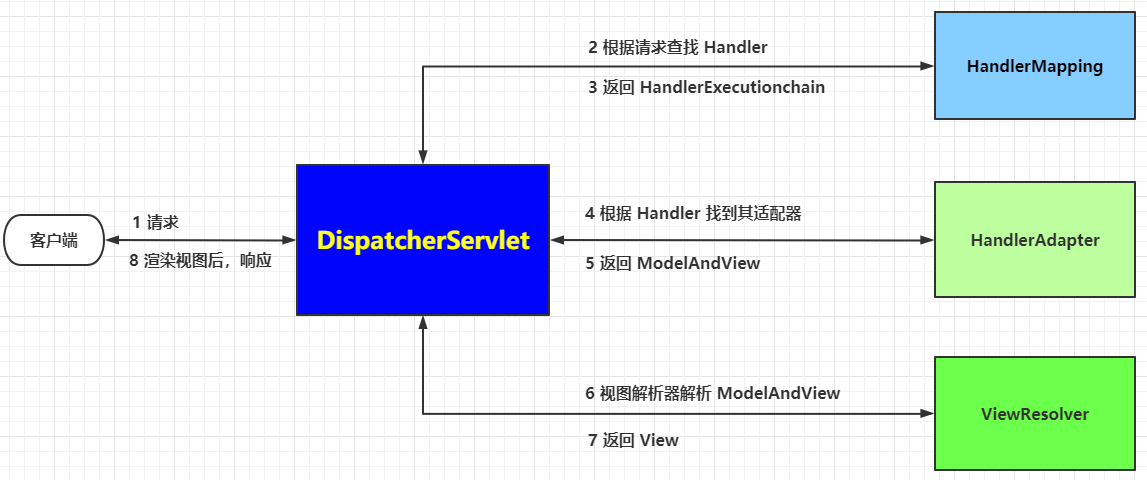 2 根据请求查找 Handler
HandlerMapping
3 返回 HandlerExecutionchain
1 请求
客户端
DispatcherServlet
8 渲染视图后，响应
4 根据 Handler 找到其适配器
HandlerAdapter
5 返回 ModelAndView
6 视图解析器解析 ModelAndView
ViewResolver
7 返回 View